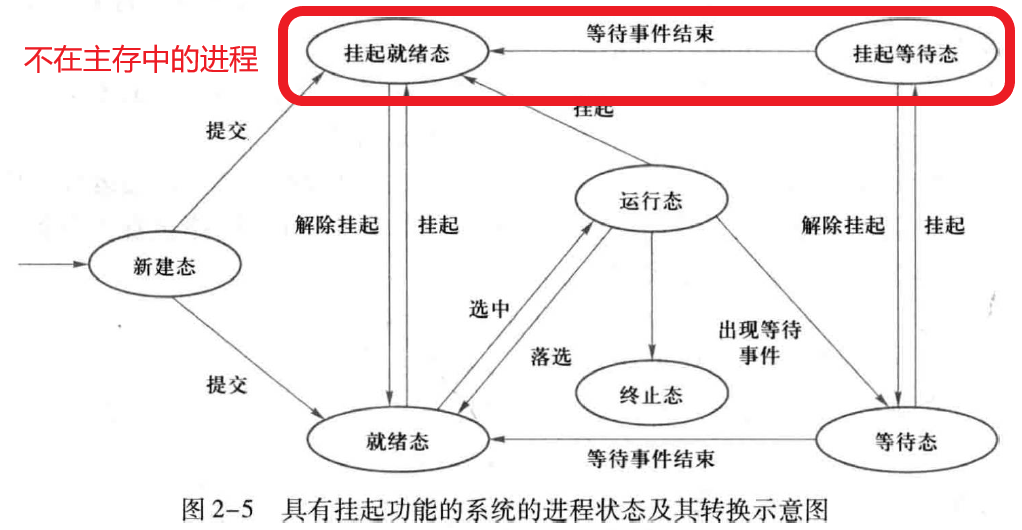 等待事件结束
不在主存中的进程
挂起就绪态
挂起等待态
挂起
提交
运行态
解除挂起
挂起
解除挂起
挂起
新建态
选中
出现等待
事件
落选
提交
终止态
就绪态
等待态
等待事件结束
图 2-5 具有挂起功能的系统的进程状态及其转换示意图